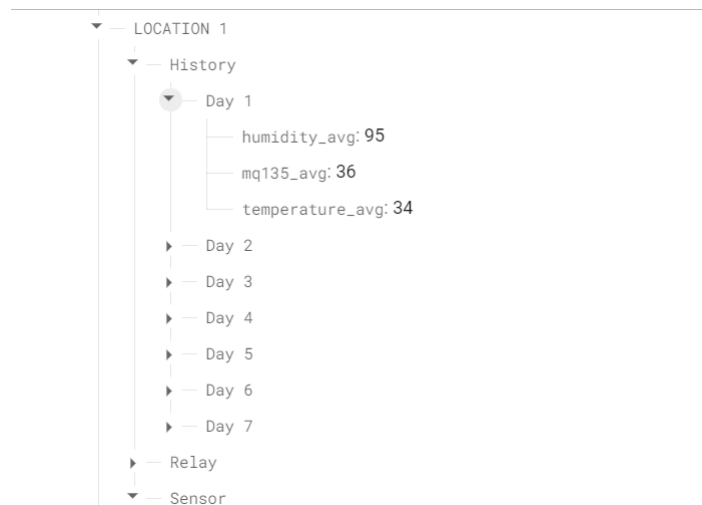 LOCATION 1
History
Day 1
humidity_avg: 95
mq135_avg: 36
temperature_avg: 34
Day 2
Day 3
Day 4
Day 5
Day 6
Day 7
Relay
Sensor